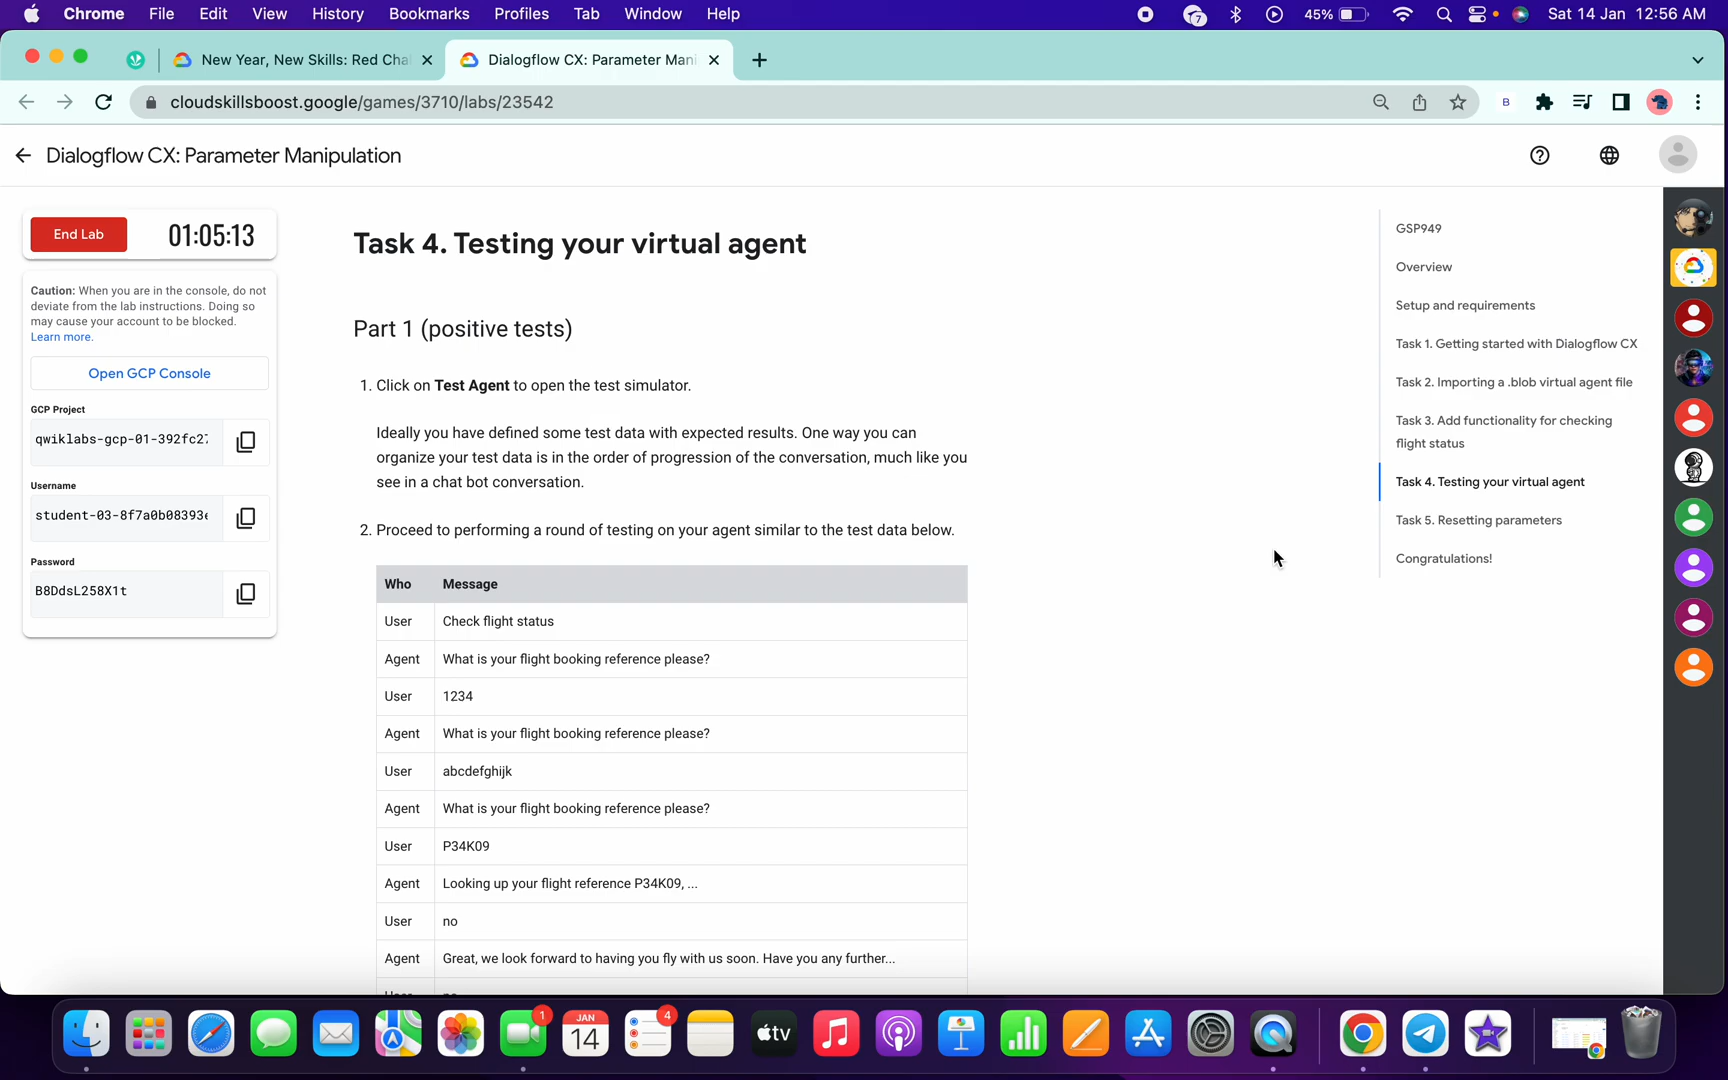 Chrome File Edit View History Bookmarks Profiles Tab Window Help
7
45%
Sat 14 Jan 12:56 AM
New Year, New Skills: Red Cha
Dialogflow CX: Parameter Mani
cloudskillsboost.google/games/3710/labs/23542
B
Dialogflow CX: Parameter Manipulation
End Lab
01:05:13
Caution: When you are in the console, do not
deviate from the lab instructions. Doing so
may cause your account to be blocked.
Learn more.
Open GCP Console
GCP Project
qwiklabs-gcp-01-392fc27
Username
student-03-8f7a0b08393e
Password
B8DdsL258X1t
Task 4. Testing your virtual agent
Part 1 (positive tests)
1. Click on Test Agent to open the test simulator.
Ideally you have defined some test data with expected results. One way you can
organize your test data is in the order of progression of the conversation, much like you
see in a chat bot conversation.
2. Proceed to performing a round of testing on your agent similar to the test data below.
Who Message
User Check flight status
Agent What is your flight booking reference please?
User 1234
Agent What is your flight booking reference please?
User abcdefghijk
Agent What is your flight booking reference please?
User P34K09
Agent Looking up your flight reference P34K09, ...
User no
Agent Great, we look forward to having you fly with us soon. Have you any further...
GSP949
Overview
Setup and requirements
Task 1. Getting started with Dialogflow CX
Task 2. Importing a .blob virtual agent file
Task 3. Add functionality for checking
flight status
Task 4. Testing your virtual agent
Task 5. Resetting parameters
Congratulations!
1
JAN
14
4
tv